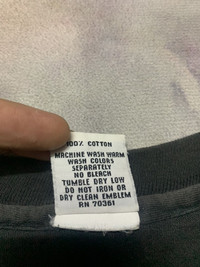 100% COTTON
MACHINE WASH WARM
WASH COLORS
SEPARATELY
NO BLEACH
TUMBLE DRY LOW
DO NOT IRON OR
DRY CLEAN EMBLEM
RN 70361